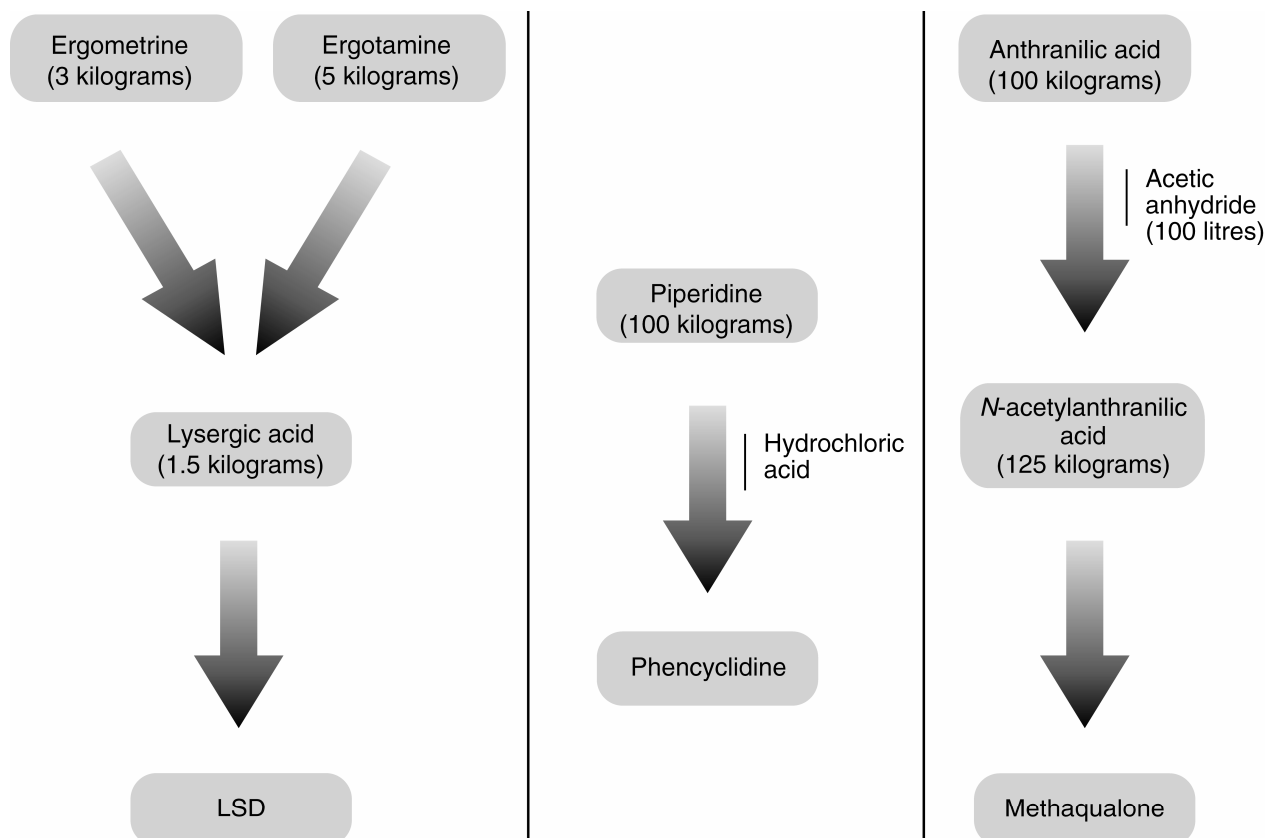 Ergometrine
(3 kilograms)
Ergotamine
(5 kilograms)
Lysergic acid
(1.5 kilograms)
LSD
Piperidine
(100 kilograms)
Hydrochloric
acid
Phencyclidine
Anthranilic acid
(100 kilograms)
Acetic
anhydride
(100 litres)
N-acetylanthranilic
acid
(125 kilograms)
Methaqualone